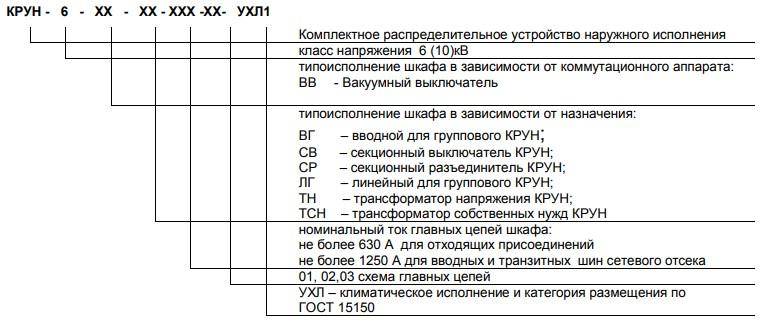 КРУН - 6 - ХХ - ХХ - ХХХ -ХХ- УХЛ1
Комплектное распределительное устройство наружного исполнения
класс напряжения 6 (10)кВ
типоисполнение шкафа в зависимости от коммутационного аппарата:
ВВ - Вакуумный выключатель
типоисполнение шкафа в зависимости от назначения:
ВГ – вводной для группового КРУН;
СВ – секционный выключатель КРУН;
СР – секционный разъединитель КРУН;
ЛГ – линейный для группового КРУН;
ТН – трансформатор напряжения КРУН;
ТСН – трансформатор собственных нужд КРУН
номинальный ток главных цепей шкафа:
не более 630 А для отходящих присоединений
не более 1250 А для вводных и транзитных шин сетевого отсека
01, 02,03 схема главных цепей
УХЛ – климатическое исполнение и категория размещения по
ГОСТ 15150